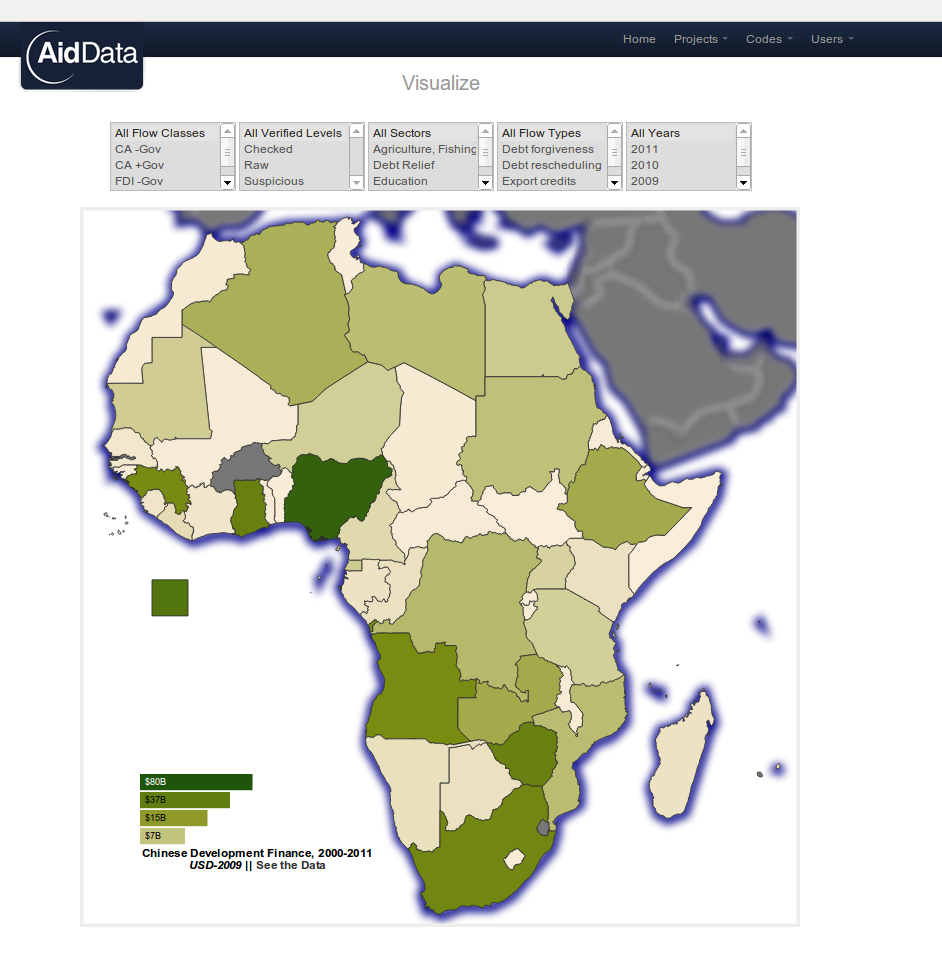 AidData
Home Projects Codes Users
Visualize
All Flow Classes
CA -Gov
CA +Gov
FDI -Gov
All Verified Levels
Checked
Raw
Suspicious
All Sectors
Agriculture, Fishing
Debt Relief
Education
All Flow Types
Debt forgiveness
Debt rescheduling
Export credits
All Years
2011
2010
2009
$80B
$37B
$15B
$7B
Chinese Development Finance, 2000-2011
USD-2009 || See the Data